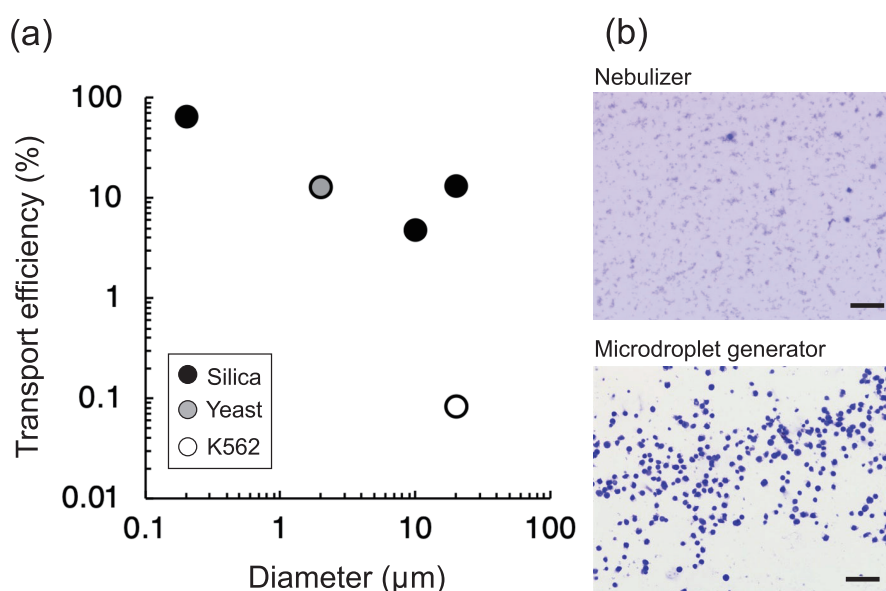 (a)
Transport efficiency (%)
100
10
1
0.1
0.01
Silica
Yeast
K562
0.1
1
10
100
Diameter (μm)
(b)
Nebulizer
Microdroplet generator